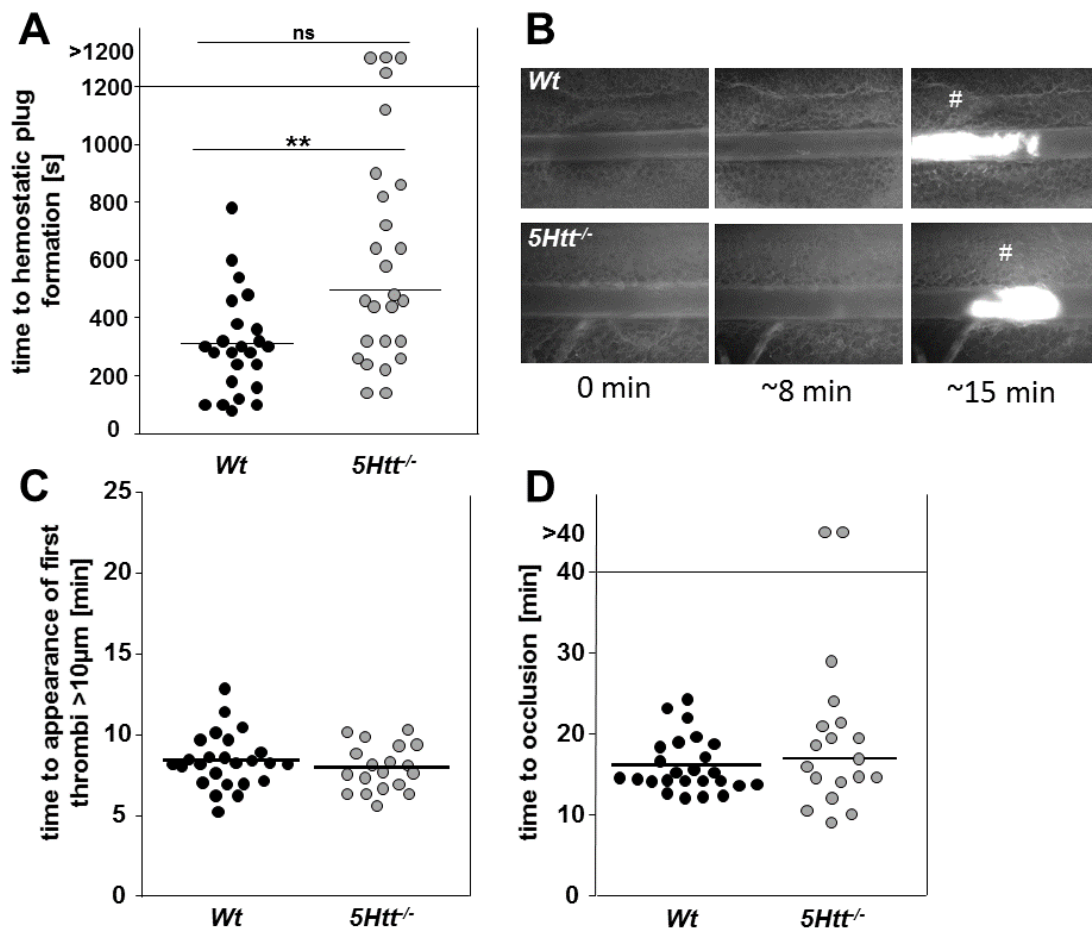 A
time to hemostatic plug
formation [s]
>1200
1200
1000
800
600
400
200
0
ns
**
Wt
5Htt-/-
B
Wt
#
5Htt-/-
#
0 min
~8 min
~15 min
C
time to appearance of first
thrombi >10µm [min]
25
20
15
10
5
0
Wt
5Htt-/-
D
time to occlusion [min]
>40
40
30
20
10
0
Wt
5Htt-/-